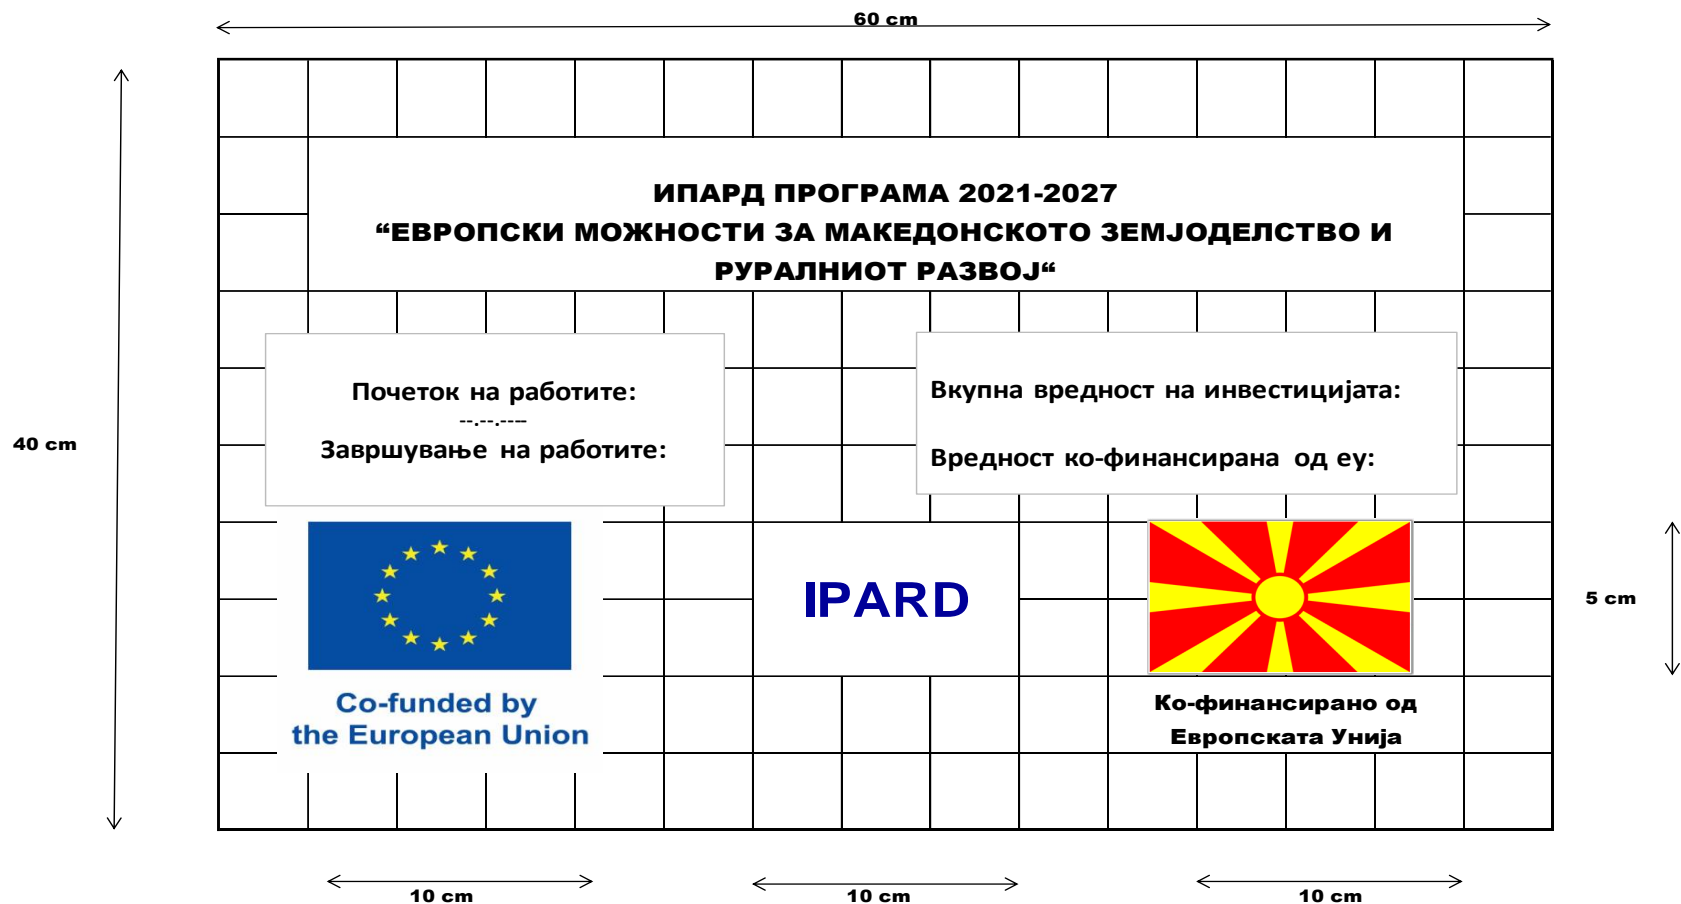 60 cm
ИПАРД ПРОГРАМА 2021-2027
“ЕВРОПСКИ МОЖНОСТИ ЗА МАКЕДОНСКОТО ЗЕМЈОДЕЛСТВО И
РУРАЛНИОТ РАЗВОЈ“
Почеток на работите:
--.--.----
Завршување на работите:
Вкупна вредност на инвестицијата:
Вредност ко-финансирана од еу:
40 cm
IPARD
5 cm
Co-funded by
the European Union
Ко-финансирано од
Европската Унија
10 cm
10 cm
10 cm